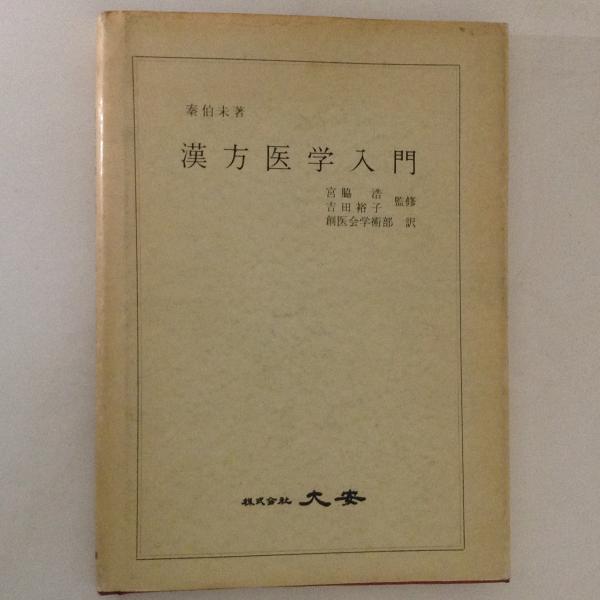 秦伯未著
漢方医学入門
宮脇 浩
吉田裕子 監修
創医会学術部 訳
株式会社 大安